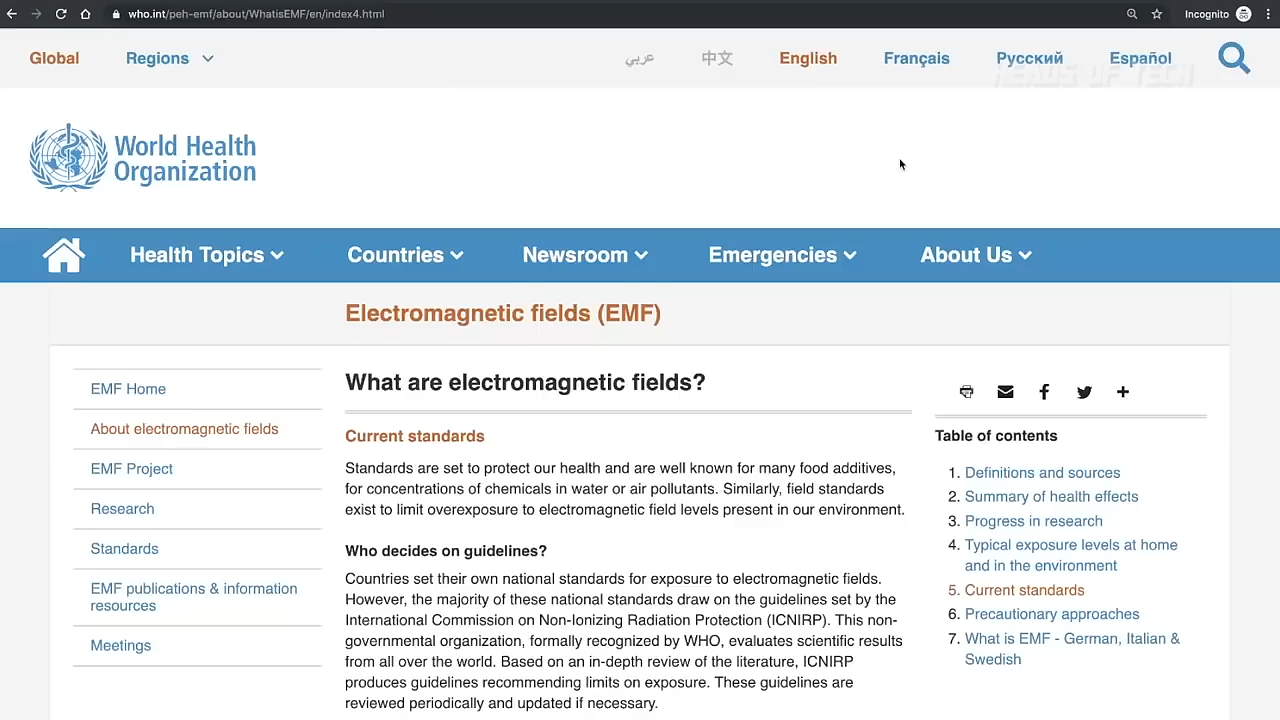 who.int/peh-emf/about/WhatisEMF/en/index4.html
Incognito
Global
Regions
عربي
中文
English
Français
Русский
Español
HEADS OF TECH
World Health
Organization
Health Topics
Countries
Newsroom
Emergencies
About Us
Electromagnetic fields (EMF)
EMF Home
About electromagnetic fields
EMF Project
Research
Standards
EMF publications & information
resources
Meetings
What are electromagnetic fields?
Current standards
Standards are set to protect our health and are well known for many food additives,
for concentrations of chemicals in water or air pollutants. Similarly, field standards
exist to limit overexposure to electromagnetic field levels present in our environment.
Who decides on guidelines?
Countries set their own national standards for exposure to electromagnetic fields.
However, the majority of these national standards draw on the guidelines set by the
International Commission on Non-Ionizing Radiation Protection (ICNIRP). This non-
governmental organization, formally recognized by WHO, evaluates scientific results
from all over the world. Based on an in-depth review of the literature, ICNIRP
produces guidelines recommending limits on exposure. These guidelines are
reviewed periodically and updated if necessary.
Table of contents
1. Definitions and sources
2. Summary of health effects
3. Progress in research
4. Typical exposure levels at home
and in the environment
5. Current standards
6. Precautionary approaches
7. What is EMF - German, Italian &
Swedish